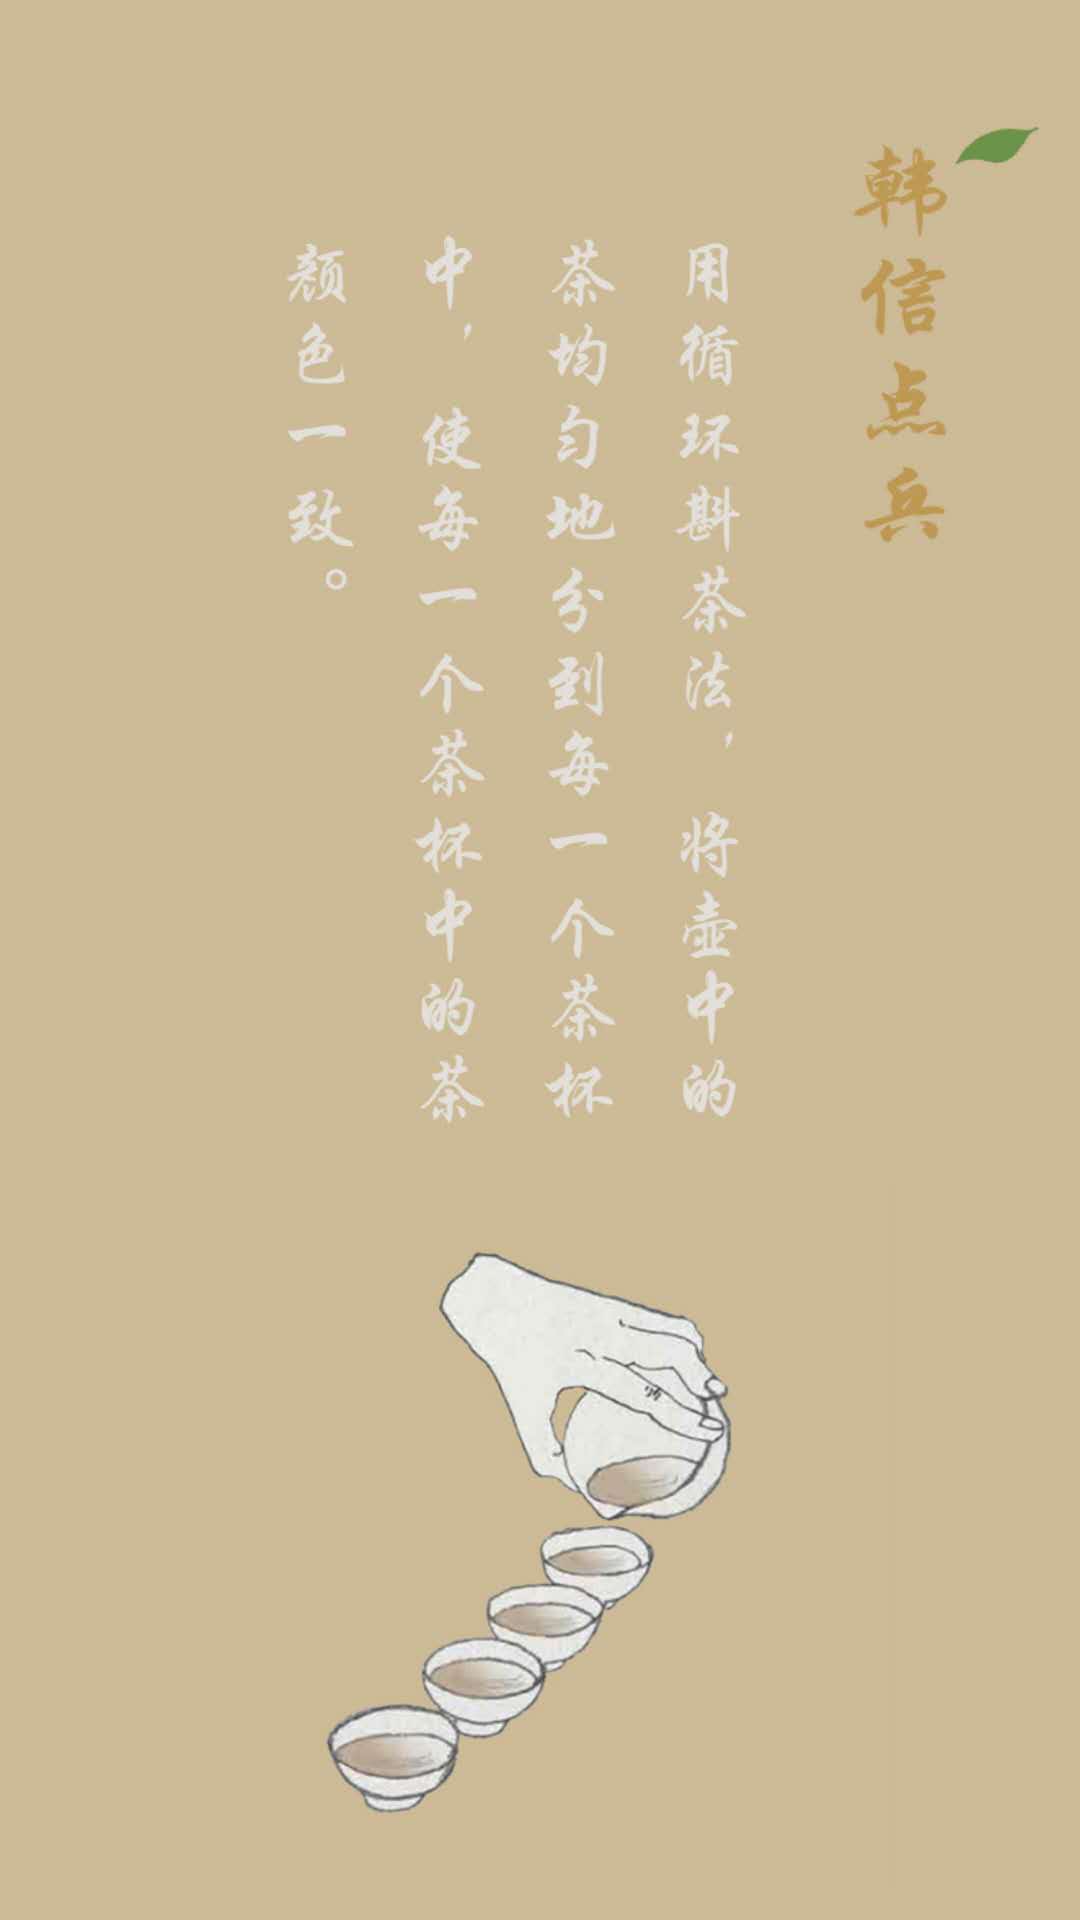 韩信点兵
用循环斟茶法，将壶中的
茶均匀地分到每一个茶杯
中，使每一个茶杯中的茶
颜色一致。